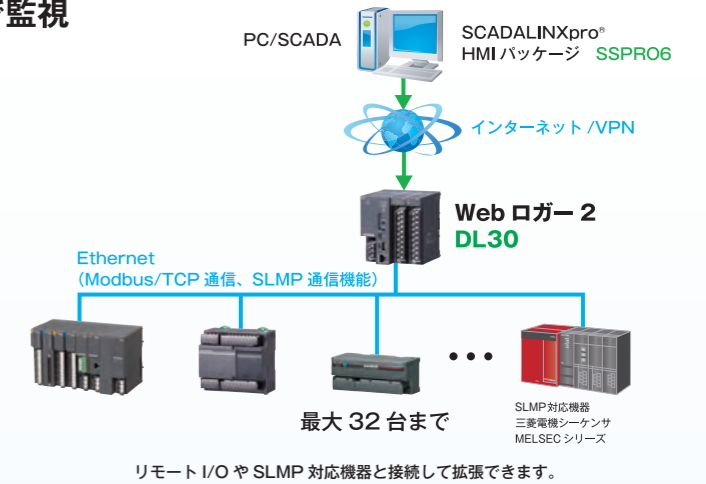 監視
PC/SCADA
SCADALINXpro®
HMI パッケージ SSPRO6
インターネット /VPN
Web ロガー 2
DL30
Ethernet
（Modbus/TCP 通信、SLMP 通信機能）
•••
最大 32 台まで
SLMP対応機器
三菱電機シーケンサ
MELSEC シリーズ
リモート I/O や SLMP 対応機器と接続して拡張できます。